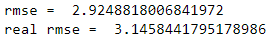 rmse =  2.9248818006841972
real rmse =  3.1458441795178986